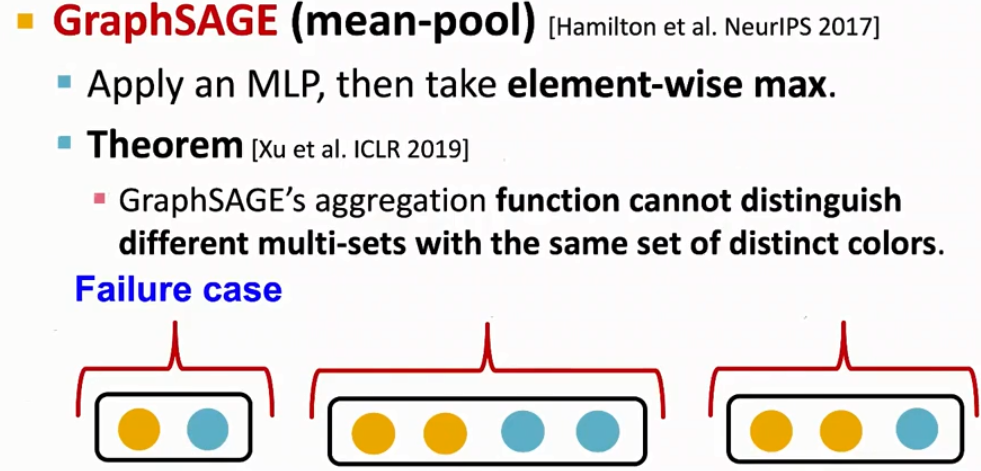 GraphSAGE (mean-pool) [Hamilton et al. NeurIPS 2017]
Apply an MLP, then take element-wise max.
Theorem [Xu et al. ICLR 2019]
GraphSAGE's aggregation function cannot distinguish
different multi-sets with the same set of distinct colors.
Failure case